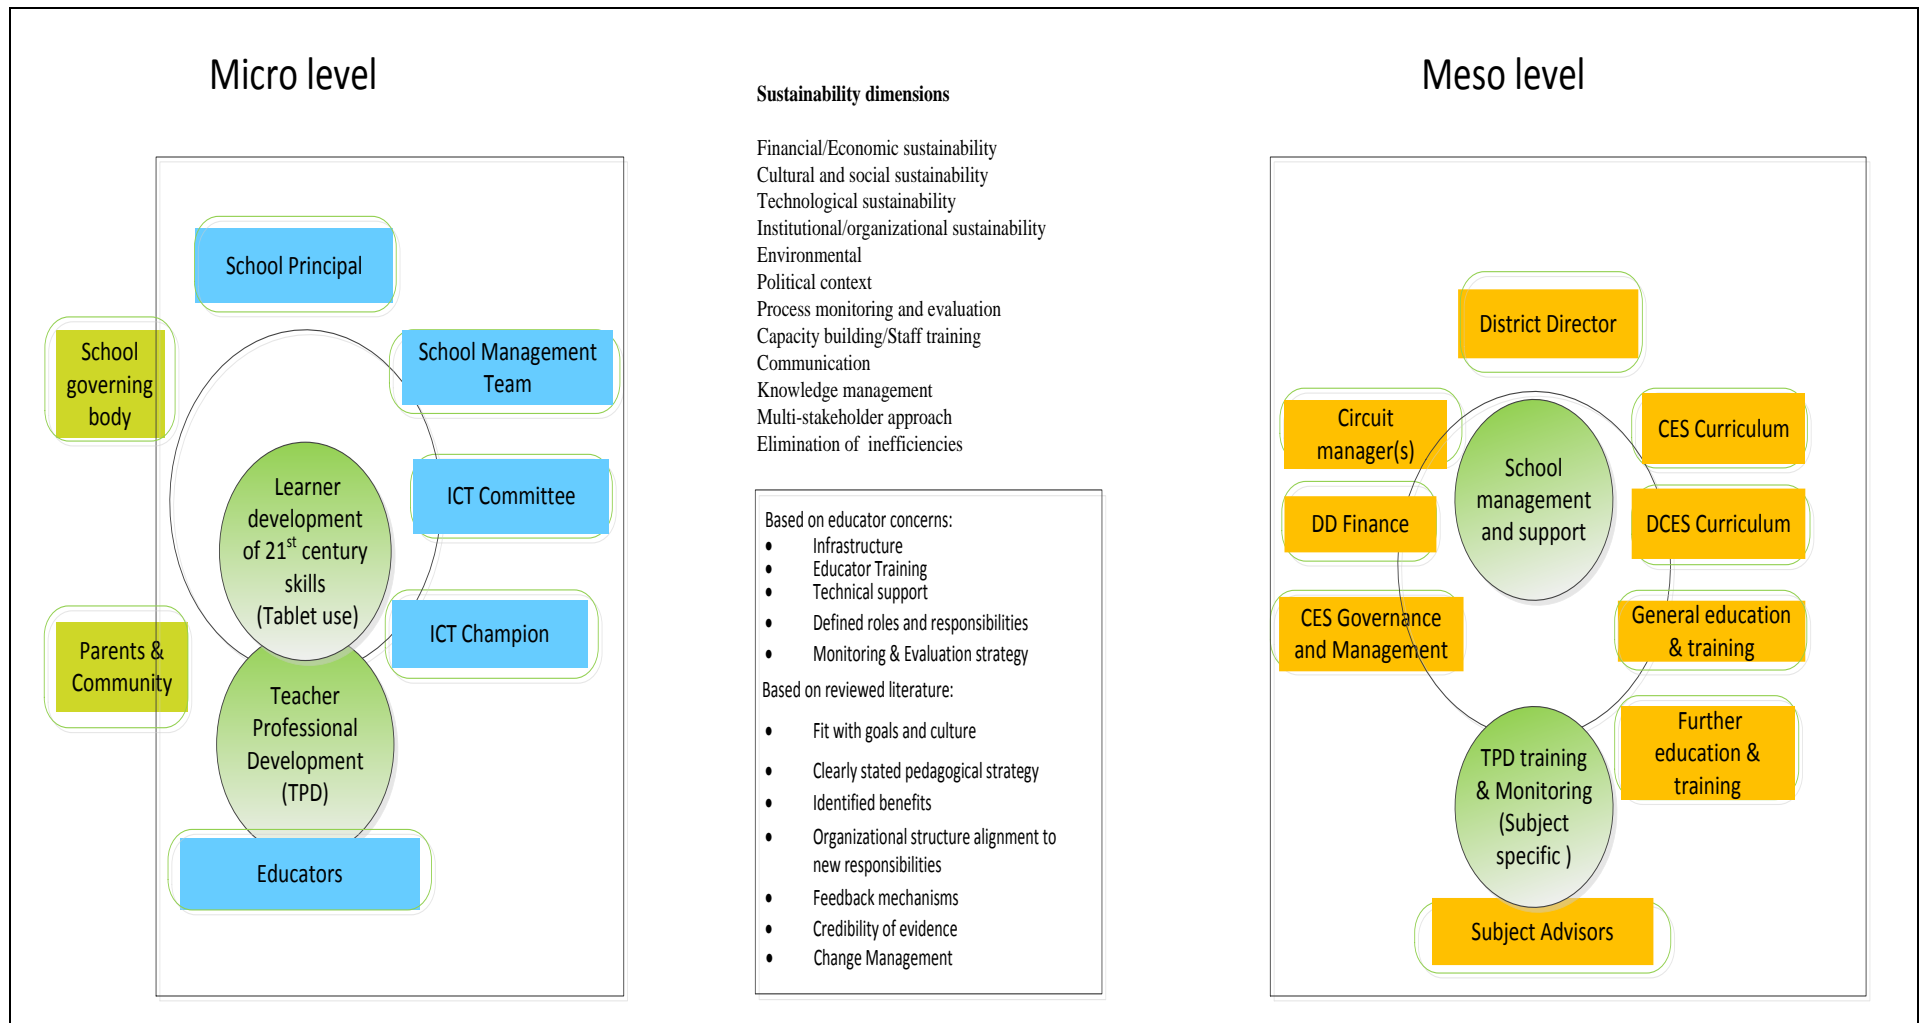 Micro level
School Principal
School
governing
body
School Management
Team
Learner
development
of 21st century
skills
(Tablet use)
ICT Committee
ICT Champion
Parents &
Community
Teacher
Professional
Development
(TPD)
Educators
Sustainability dimensions
Financial/Economic sustainability
Cultural and social sustainability
Technological sustainability
Institutional/organizational sustainability
Environmental
Political context
Process monitoring and evaluation
Capacity building/Staff training
Communication
Knowledge management
Multi-stakeholder approach
Elimination of inefficiencies
Based on educator concerns:
• Infrastructure
• Educator Training
• Technical support
• Defined roles and responsibilities
• Monitoring & Evaluation strategy
Based on reviewed literature:
• Fit with goals and culture
• Clearly stated pedagogical strategy
• Identified benefits
• Organizational structure alignment to
new responsibilities
• Feedback mechanisms
• Credibility of evidence
• Change Management
Meso level
District Director
Circuit
manager(s)
CES Curriculum
School
management
and support
DD Finance
DCES Curriculum
CES Governance
and Management
General education
& training
Further
education &
training
TPD training
& Monitoring
(Subject
specific )
Subject Advisors